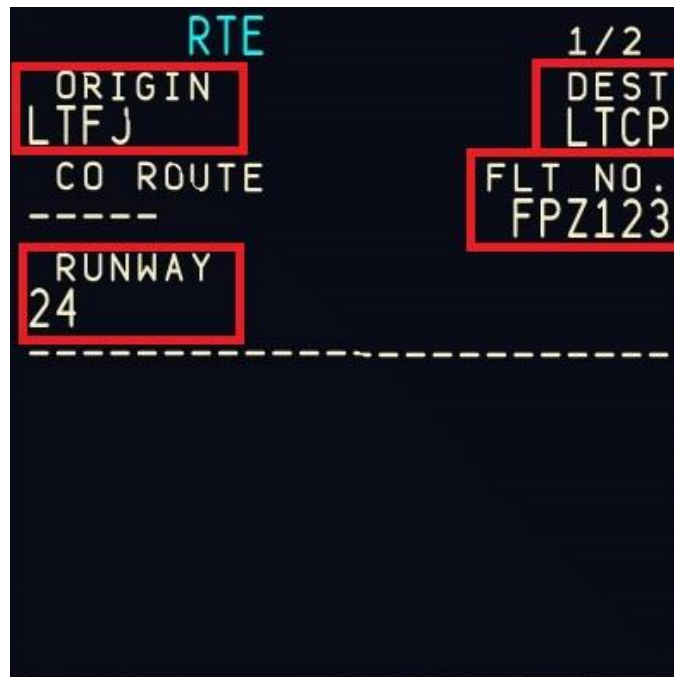 RTE 1/2
ORIGIN DEST
LTFJ LTCP
CO ROUTE FLT NO.
----- FPZ123
RUNWAY
24